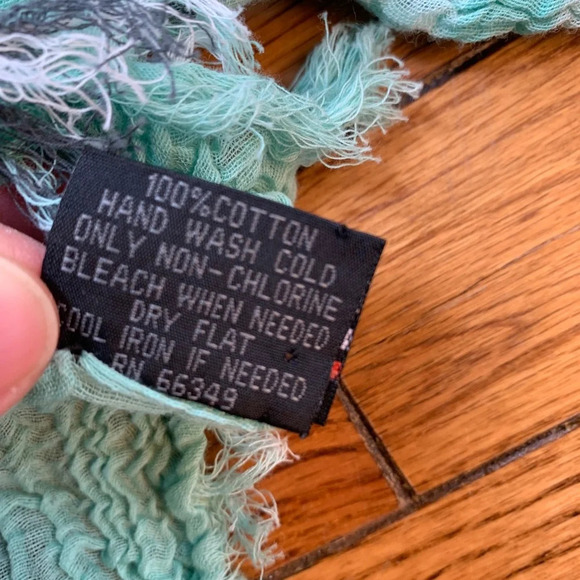 100%COTTON
HAND WASH COLD
ONLY NON-CHLORINE
BLEACH WHEN NEEDED
DRY FLAT
COOL IRON IF NEEDED
RN 66349